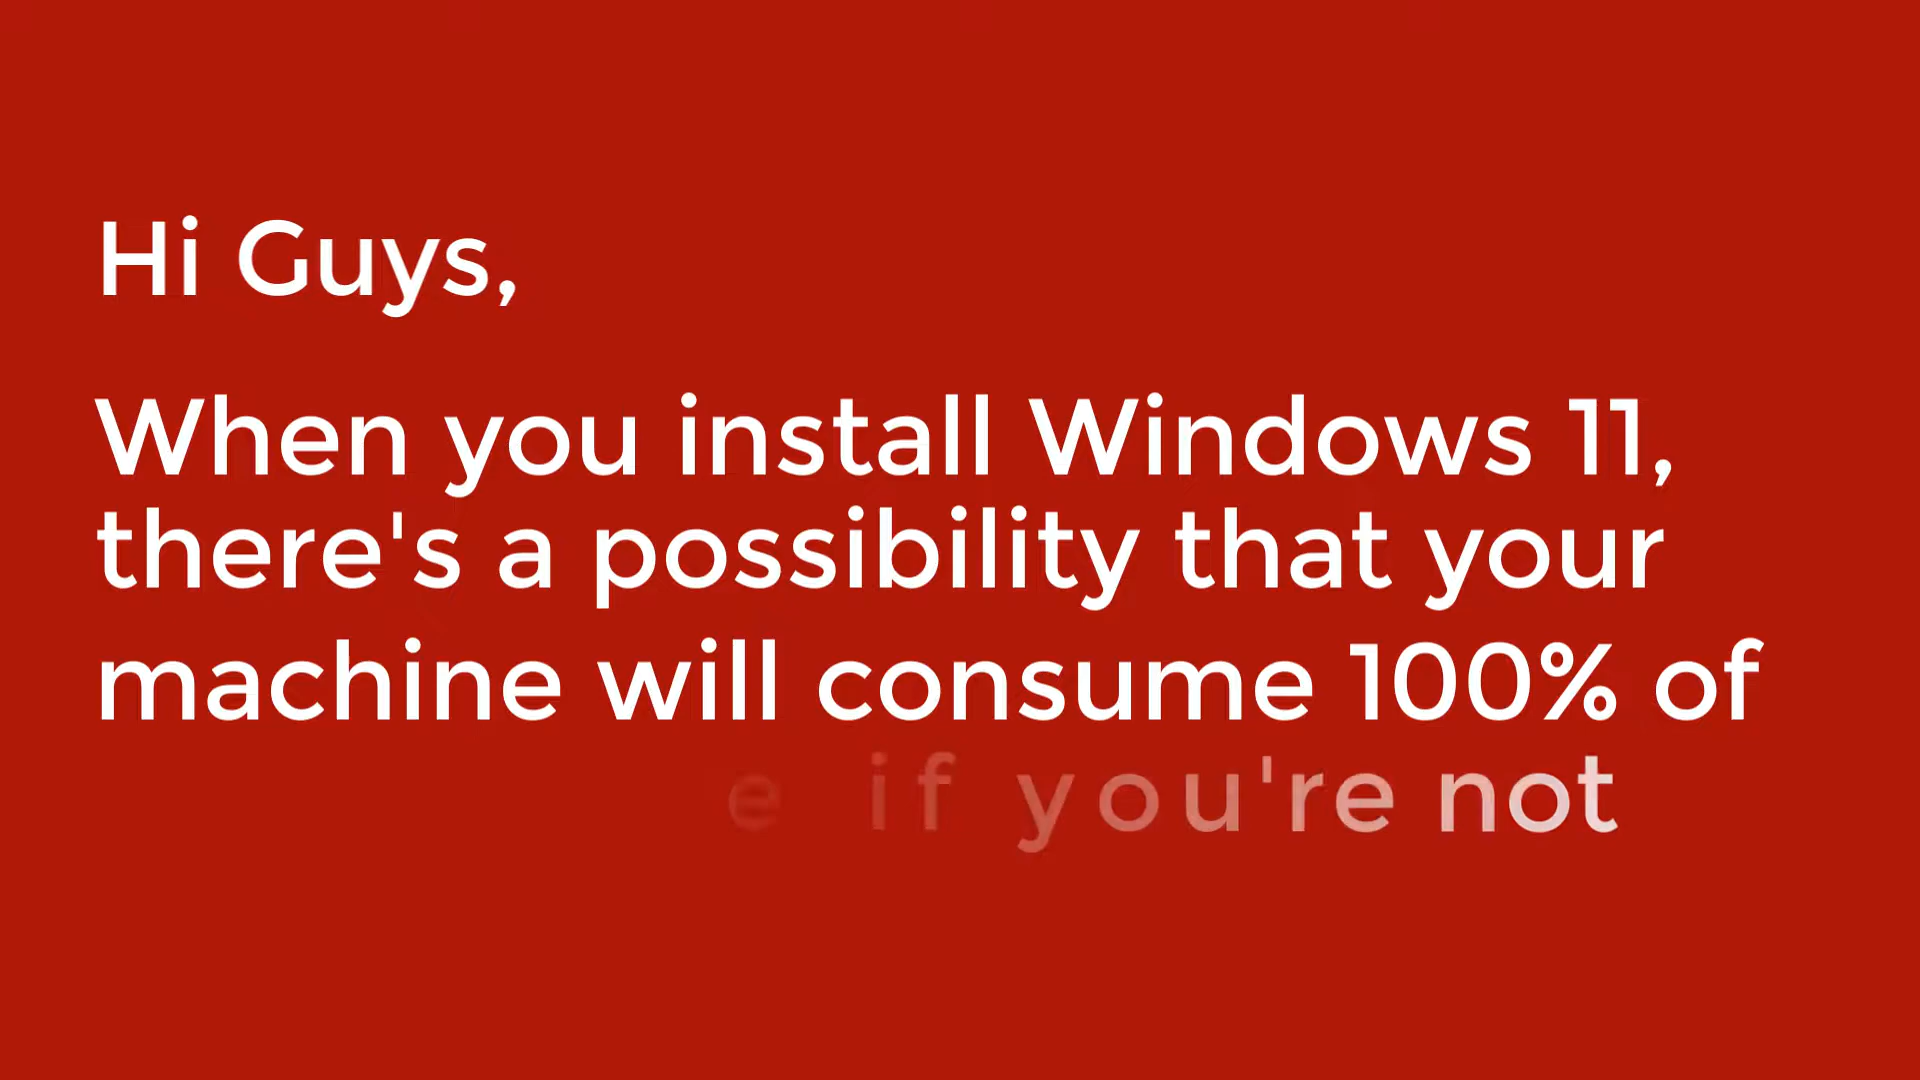 Hi Guys,
When you install Windows 11,
there's a possibility that your
machine will consume 100% of
if you're not